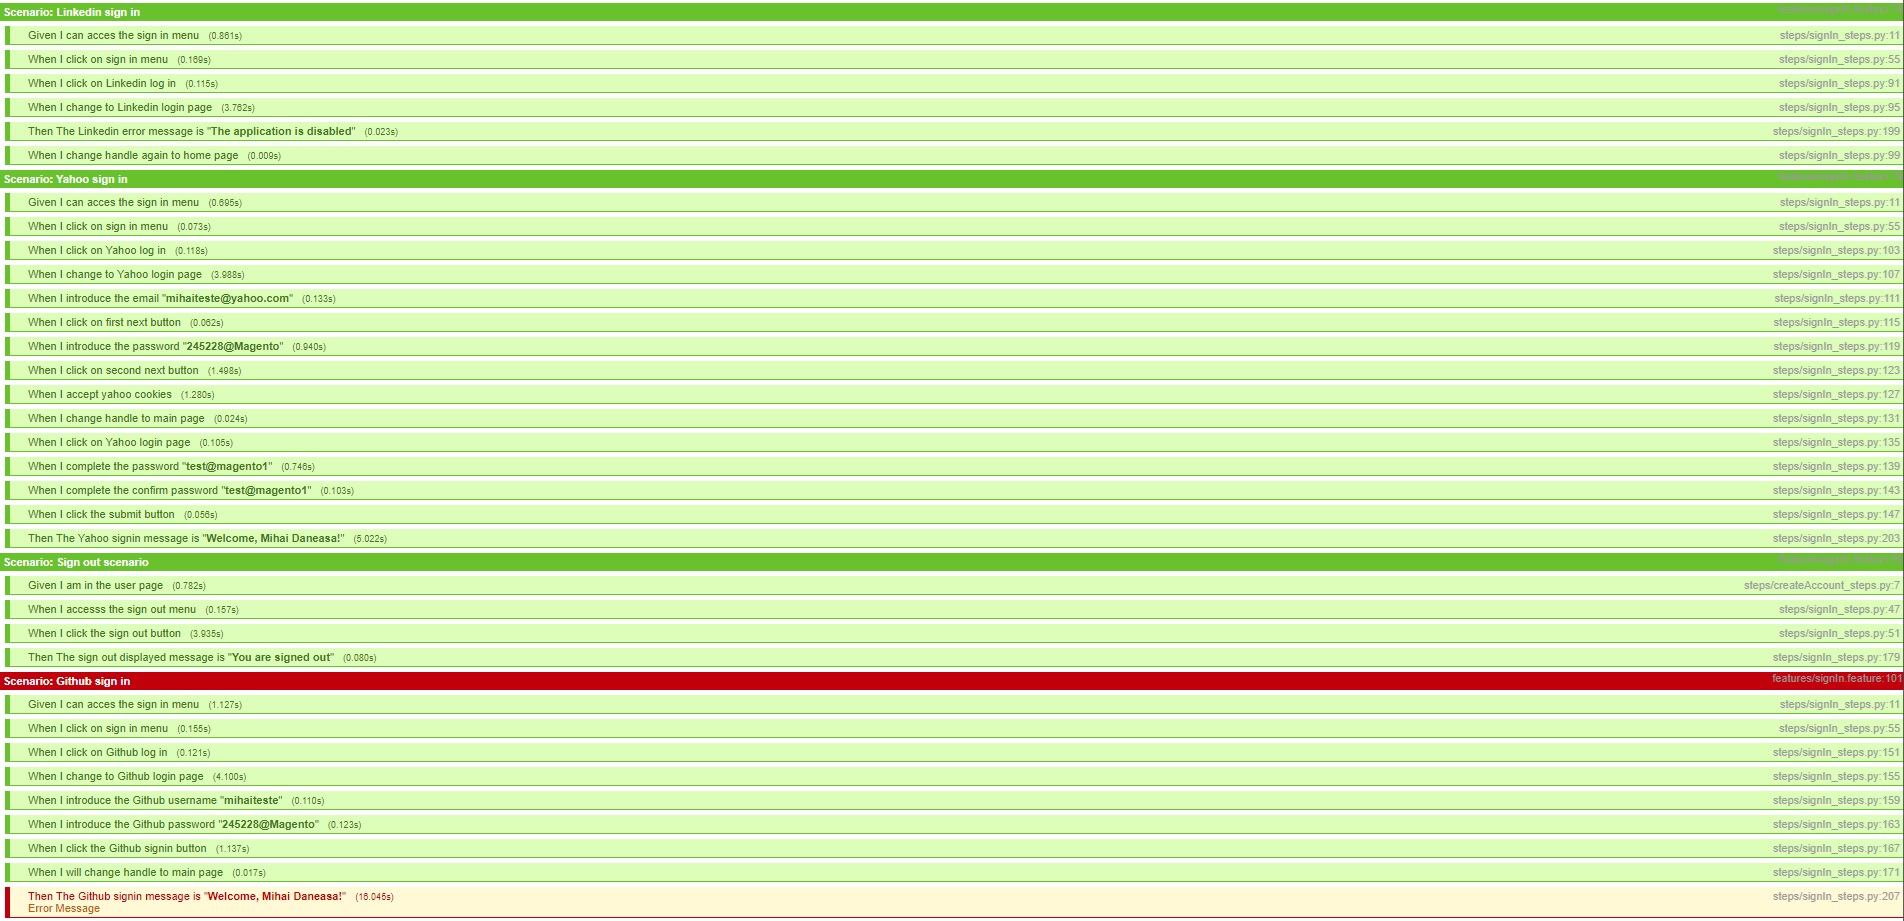 Scenario: Linkedin sign in
Given I can acces the sign in menu (0.861s) steps/signIn_steps.py:11
When I click on sign in menu (0.169s) steps/signIn_steps.py:55
When I click on Linkedin log in (0.115s) steps/signIn_steps.py:91
When I change to Linkedin login page (3.762s) steps/signIn_steps.py:95
Then The Linkedin error message is "The application is disabled" (0.023s) steps/signIn_steps.py:199
When I change handle again to home page (0.009s) steps/signIn_steps.py:99
Scenario: Yahoo sign in
Given I can acces the sign in menu (0.695s) steps/signIn_steps.py:11
When I click on sign in menu (0.073s) steps/signIn_steps.py:55
When I click on Yahoo log in (0.118s) steps/signIn_steps.py:103
When I change to Yahoo login page (3.988s) steps/signIn_steps.py:107
When I introduce the email "mihaiteste@yahoo.com" (0.133s) steps/signIn_steps.py:111
When I click on first next button (0.062s) steps/signIn_steps.py:115
When I introduce the password "245228@Magento" (0.940s) steps/signIn_steps.py:119
When I click on second next button (1.498s) steps/signIn_steps.py:123
When I accept yahoo cookies (1.280s) steps/signIn_steps.py:127
When I change handle to main page (0.024s) steps/signIn_steps.py:131
When I click on Yahoo login page (0.105s) steps/signIn_steps.py:135
When I complete the password "test@magento1" (0.746s) steps/signIn_steps.py:139
When I complete the confirm password "test@magento1" (0.103s) steps/signIn_steps.py:143
When I click the submit button (0.056s) steps/signIn_steps.py:147
Then The Yahoo signin message is "Welcome, Mihai Daneasa!" (5.022s) steps/signIn_steps.py:203
Scenario: Sign out scenario
Given I am in the user page (0.782s) steps/createAccount_steps.py:7
When I accesss the sign out menu (0.157s) steps/signIn_steps.py:47
When I click the sign out button (3.935s) steps/signIn_steps.py:51
Then The sign out displayed message is "You are signed out" (0.080s) steps/signIn_steps.py:179
Scenario: Github sign in features/signIn.feature:101
Given I can acces the sign in menu (1.127s) steps/signIn_steps.py:11
When I click on sign in menu (0.155s) steps/signIn_steps.py:55
When I click on Github log in (0.121s) steps/signIn_steps.py:151
When I change to Github login page (4.100s) steps/signIn_steps.py:155
When I introduce the Github username "mihaiteste" (0.110s) steps/signIn_steps.py:159
When I introduce the Github password "245228@Magento" (0.123s) steps/signIn_steps.py:163
When I click the Github signin button (1.137s) steps/signIn_steps.py:167
When I will change handle to main page (0.017s) steps/signIn_steps.py:171
Then The Github signin message is "Welcome, Mihai Daneasa!" (16.046s) steps/signIn_steps.py:207
Error Message